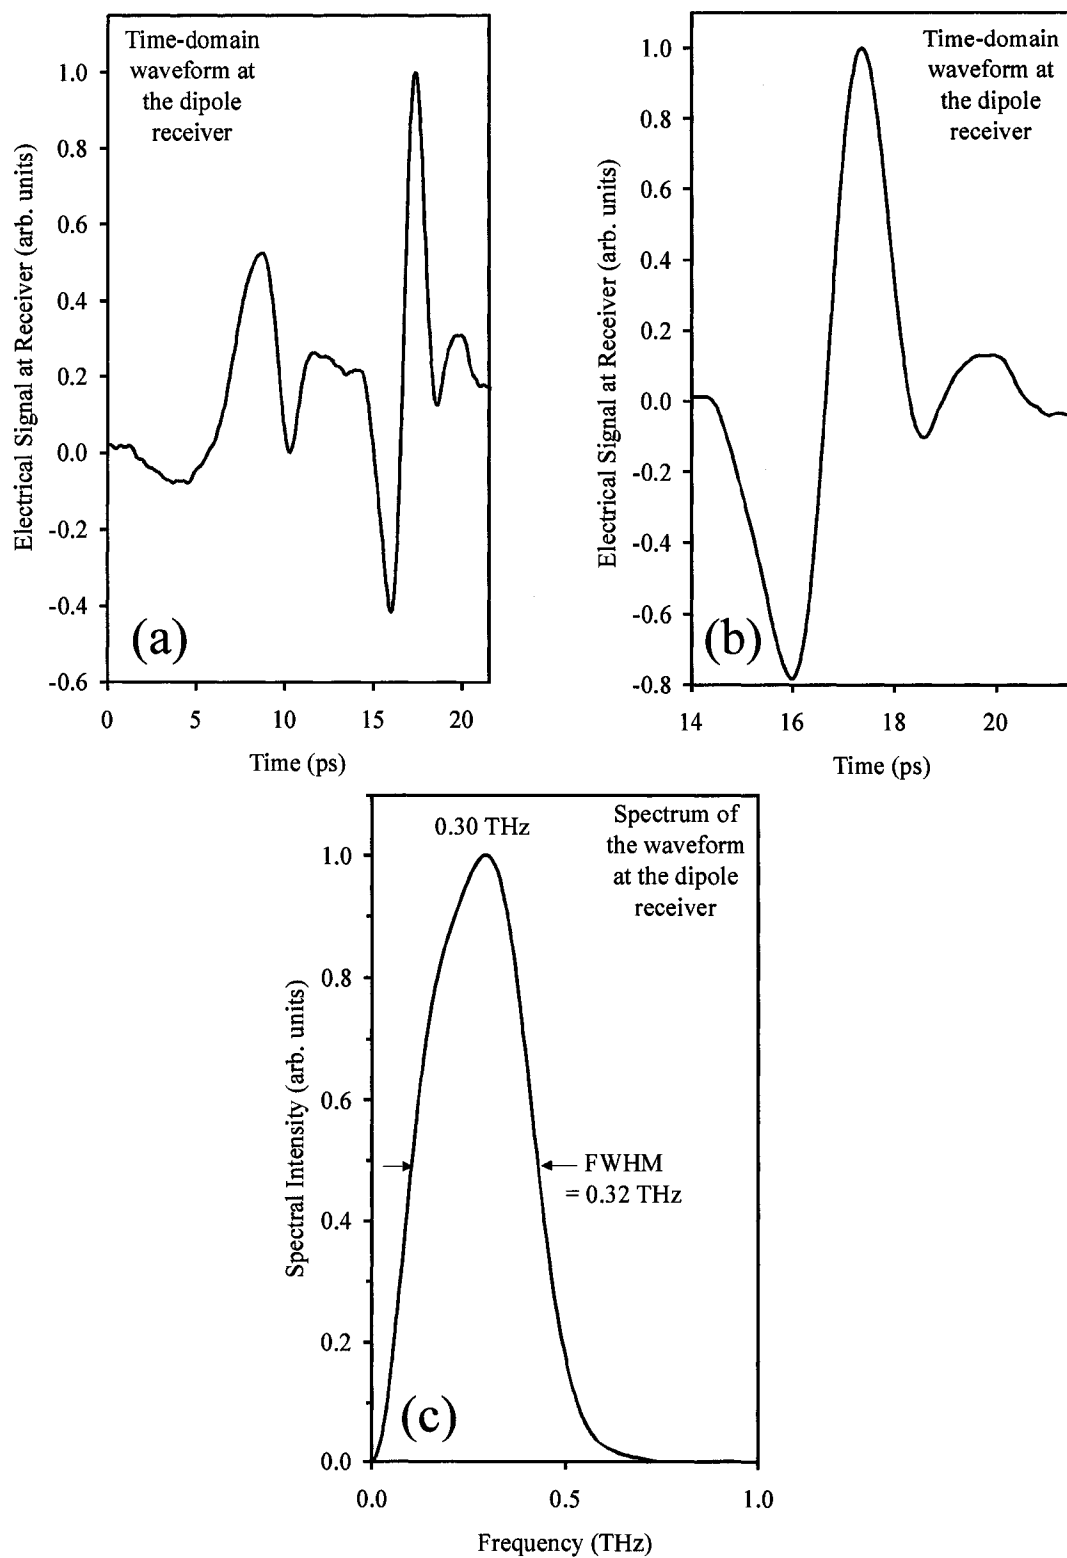 Time-domain
waveform at
the dipole
receiver
Electrical Signal at Receiver (arb. units)
1.0
0.8
0.6
0.4
0.2
0.0
-0.2
-0.4
-0.6
(a)
0 5 10 15 20
Time (ps)
Time-domain
waveform at
the dipole
receiver
Electrical Signal at Receiver (arb. units)
1.0
0.8
0.6
0.4
0.2
0.0
-0.2
-0.4
-0.6
-0.8
(b)
14 16 18 20
Time (ps)
0.30 THz
Spectrum of
the waveform
at the dipole
receiver
Spectral Intensity (arb. units)
1.0
0.8
0.6
0.4
0.2
0.0
FWHM
= 0.32 THz
(c)
0.0 0.5 1.0
Frequency (THz)